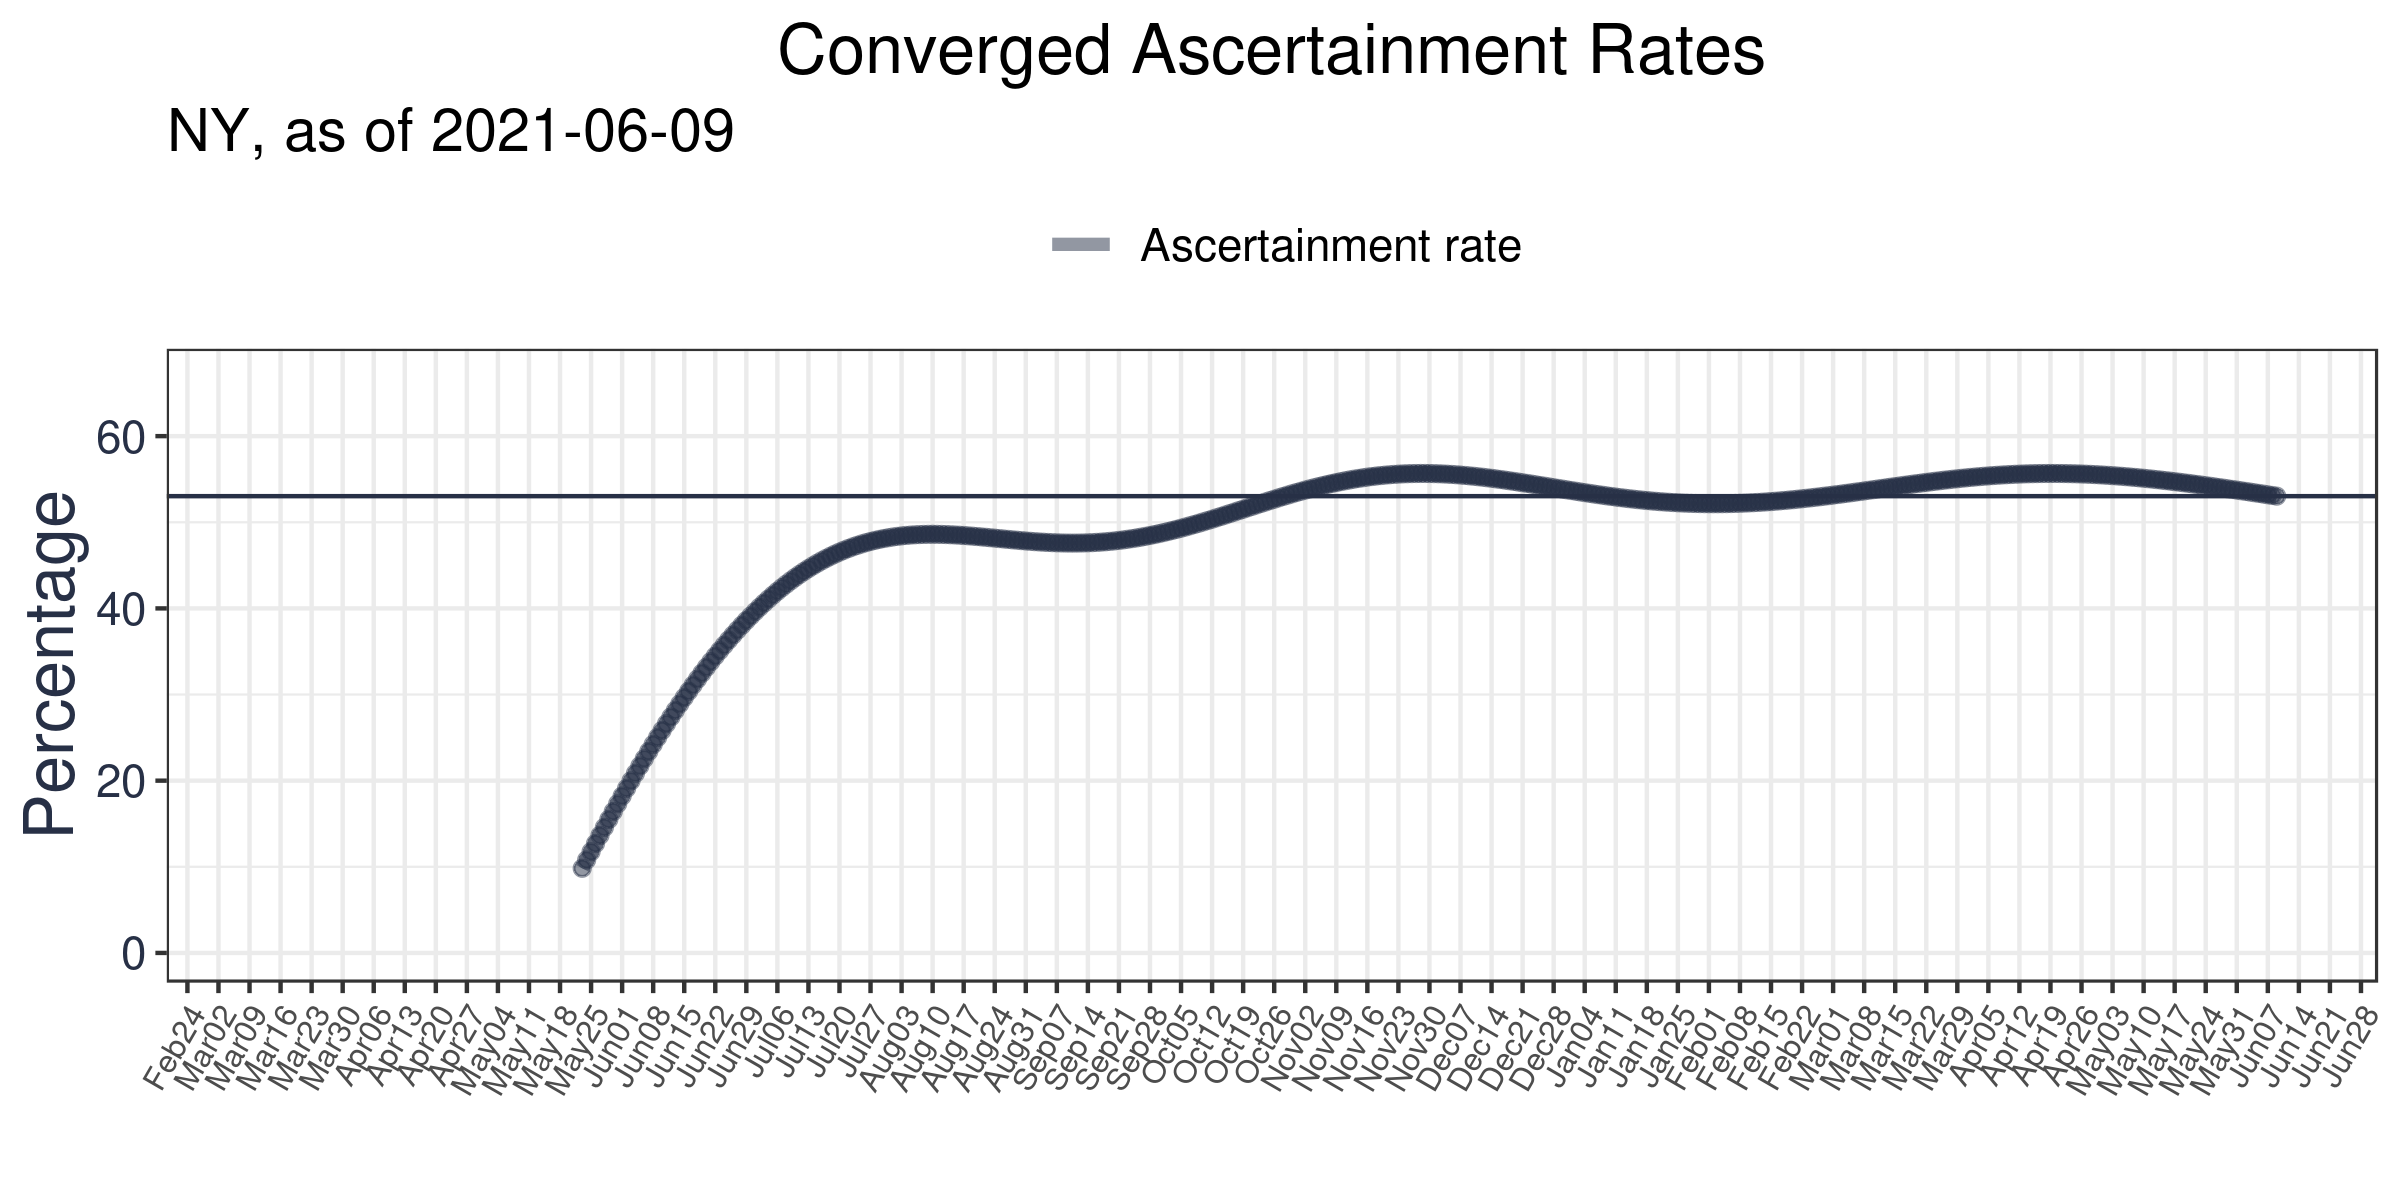 Converged Ascertainment Rates
NY, as of 2021-06-09
Ascertainment rate
Percentage
60
40
20
0
Feb24
Mar02
Mar09
Mar16
Mar23
Mar30
Apr06
Apr13
Apr20
Apr27
May04
May11
May18
May25
Jun01
Jun08
Jun15
Jun22
Jun29
Jul06
Jul13
Jul20
Jul27
Aug03
Aug10
Aug17
Aug24
Aug31
Sep07
Sep14
Sep21
Sep28
Oct05
Oct12
Oct19
Oct26
Nov02
Nov09
Nov16
Nov23
Nov30
Dec07
Dec14
Dec21
Dec28
Jan04
Jan11
Jan18
Jan25
Feb01
Feb08
Feb15
Feb22
Mar01
Mar08
Mar15
Mar22
Mar29
Apr05
Apr12
Apr19
Apr26
May03
May10
May17
May24
May31
Jun07
Jun14
Jun21
Jun28